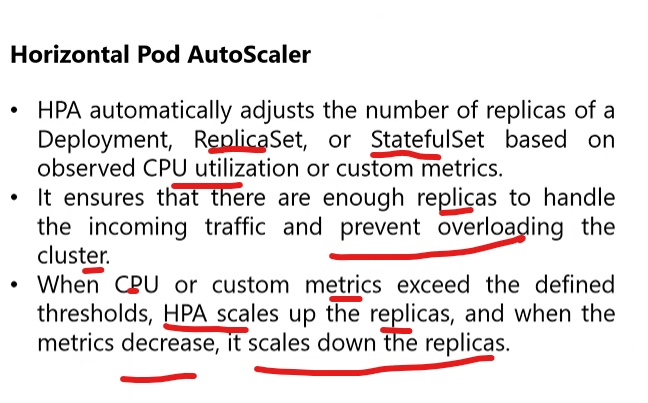 Horizontal Pod AutoScaler
• HPA automatically adjusts the number of replicas of a
Deployment, ReplicaSet, or StatefulSet based on
observed CPU utilization or custom metrics.
• It ensures that there are enough replicas to handle
the incoming traffic and prevent overloading the
cluster.
• When CPU or custom metrics exceed the defined
thresholds, HPA scales up the replicas, and when the
metrics decrease, it scales down the replicas.